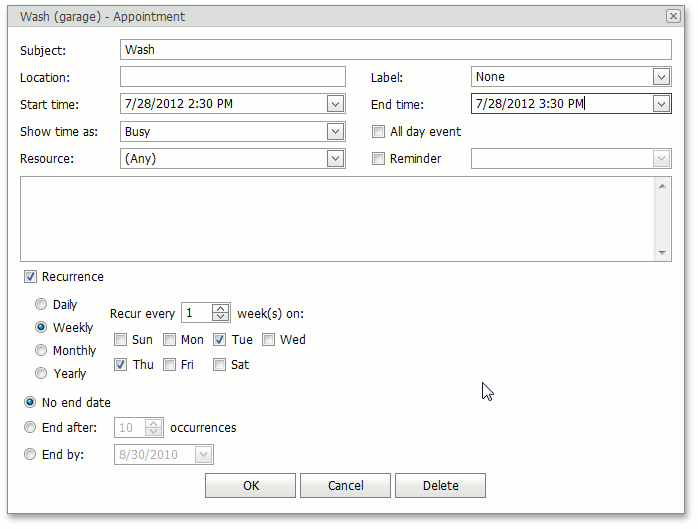 Wash (garage) - Appointment
Subject: Wash
Location: Label: None
Start time: 7/28/2012 2:30 PM End time: 7/28/2012 3:30 PM
Show time as: Busy All day event
Resource: (Any) Reminder
Recurrence
Daily
Recur every 1 week(s) on:
Weekly
Sun Mon Tue Wed
Monthly
Thu Fri Sat
Yearly
No end date
End after: 10 occurrences
End by: 8/30/2010
OK Cancel Delete